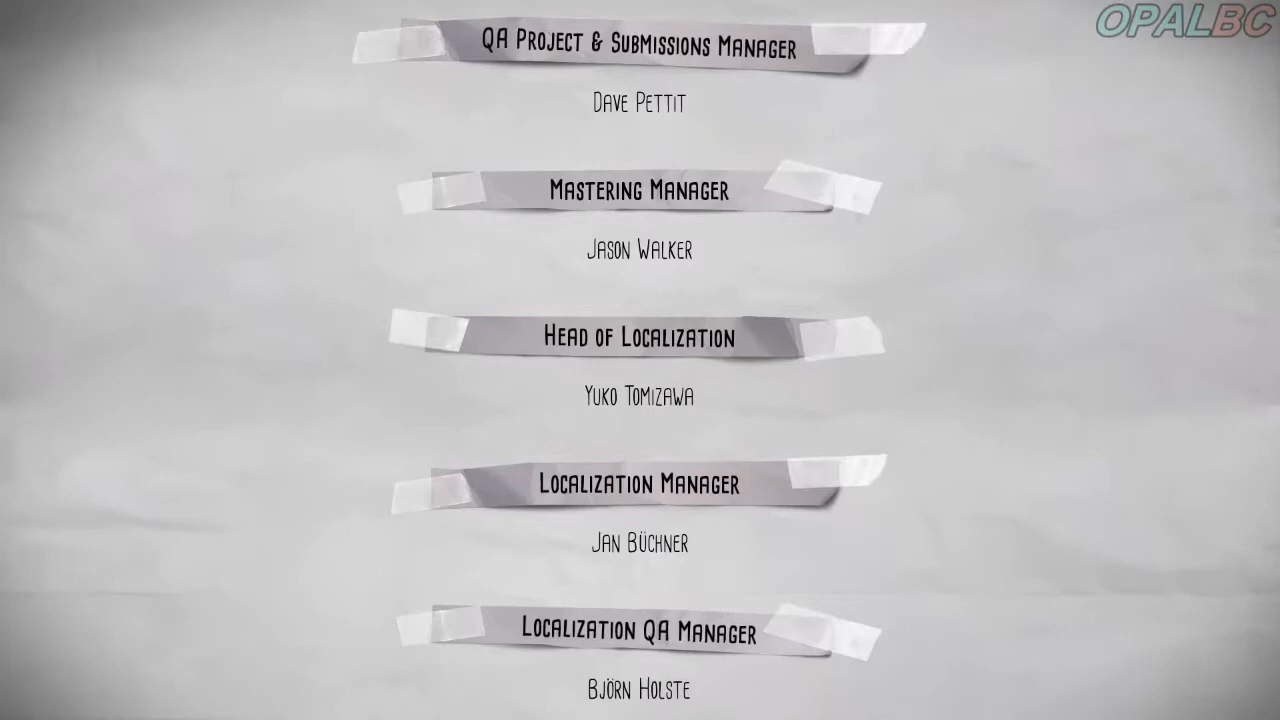 OPALBC
QA Project & Submissions Manager
Dave Pettit
Mastering Manager
Jason Walker
Head of Localization
Yuko Tomizawa
Localization Manager
Jan Büchner
Localization QA Manager
Björn Holste